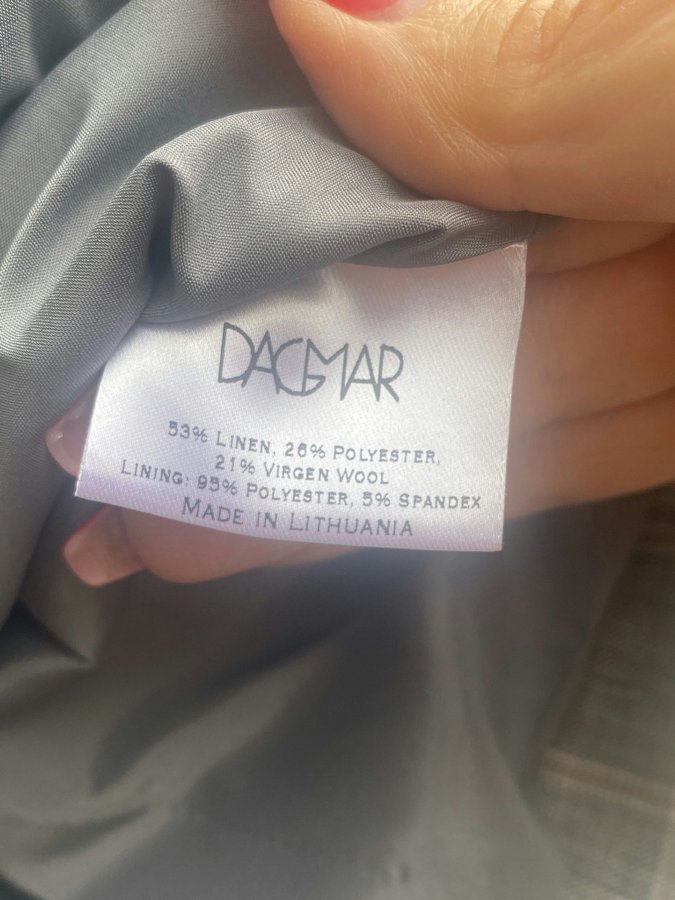 DAGMAR
53% LINEN, 26% POLYESTER,
21% VIRGEN WOOL
LINING: 95% POLYESTER, 5% SPANDEX
MADE IN LITHUANIA